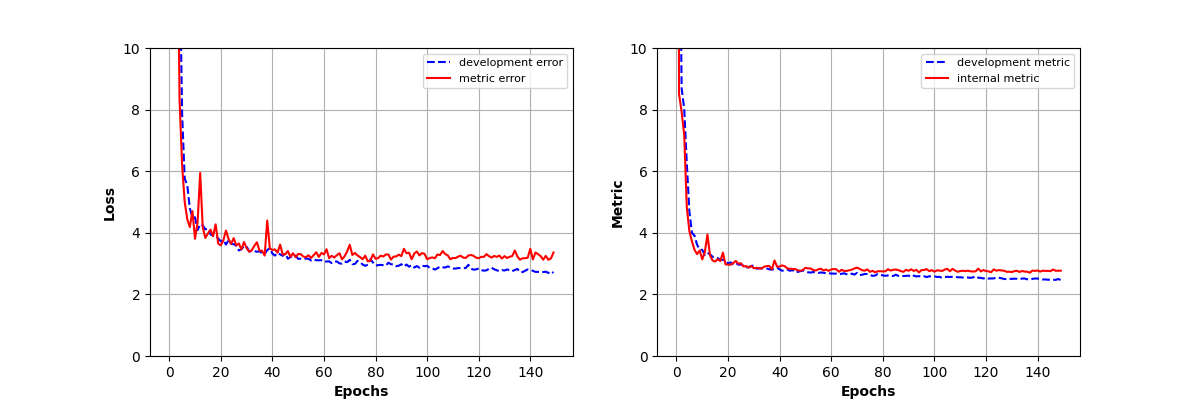 10
8
6
4
2
0
Loss
development error
metric error
0 20 40 60 80 100 120 140
Epochs
10
8
6
4
2
0
Metric
development metric
internal metric
0 20 40 60 80 100 120 140
Epochs